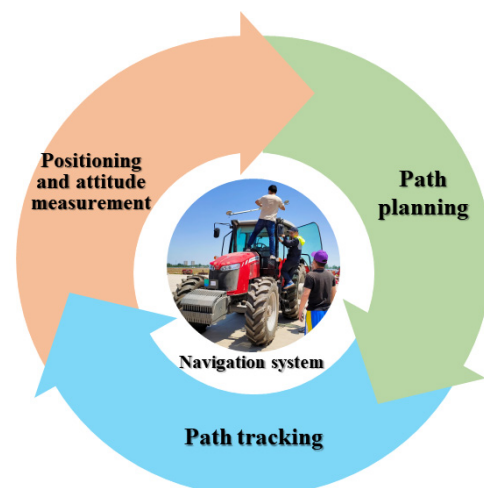 Positioning
and attitude
measurement
Path
planning
Navigation system
Path tracking